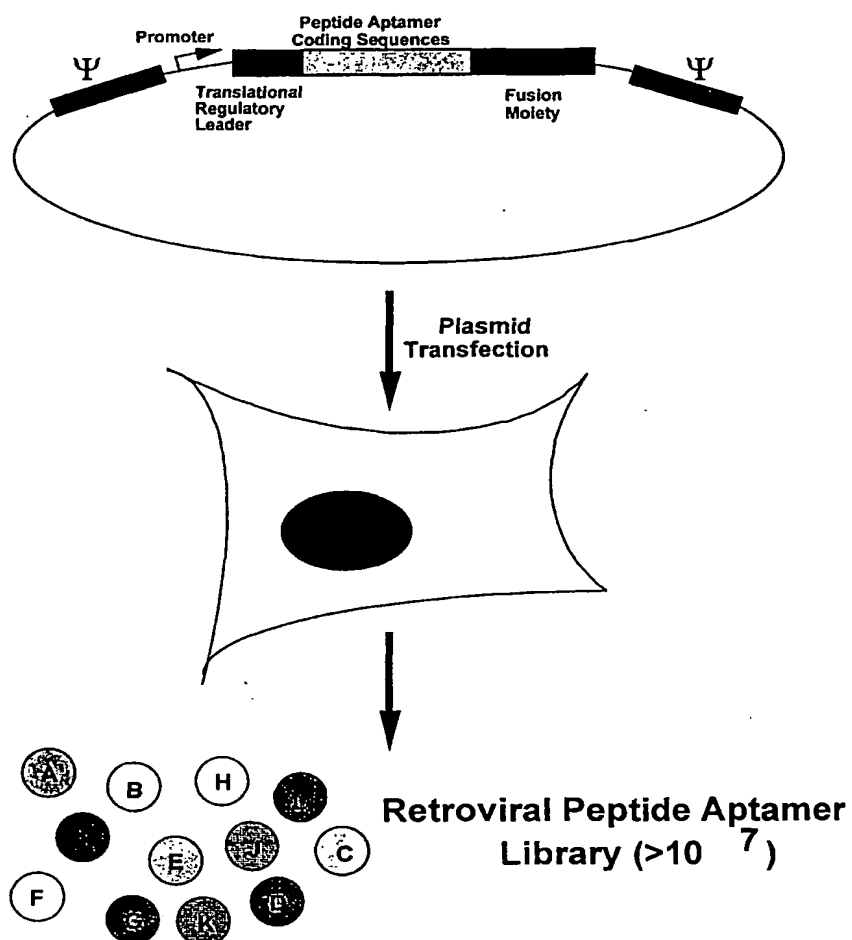 Peptide Aptamer
Coding Sequences
Promoter
Ψ
Ψ
Translational
Regulatory
Leader
Fusion
Moiety
Plasmid
Transfection
A
B
H
E
J
C
F
G
K
D
Retroviral Peptide Aptamer
Library (>10 7 )